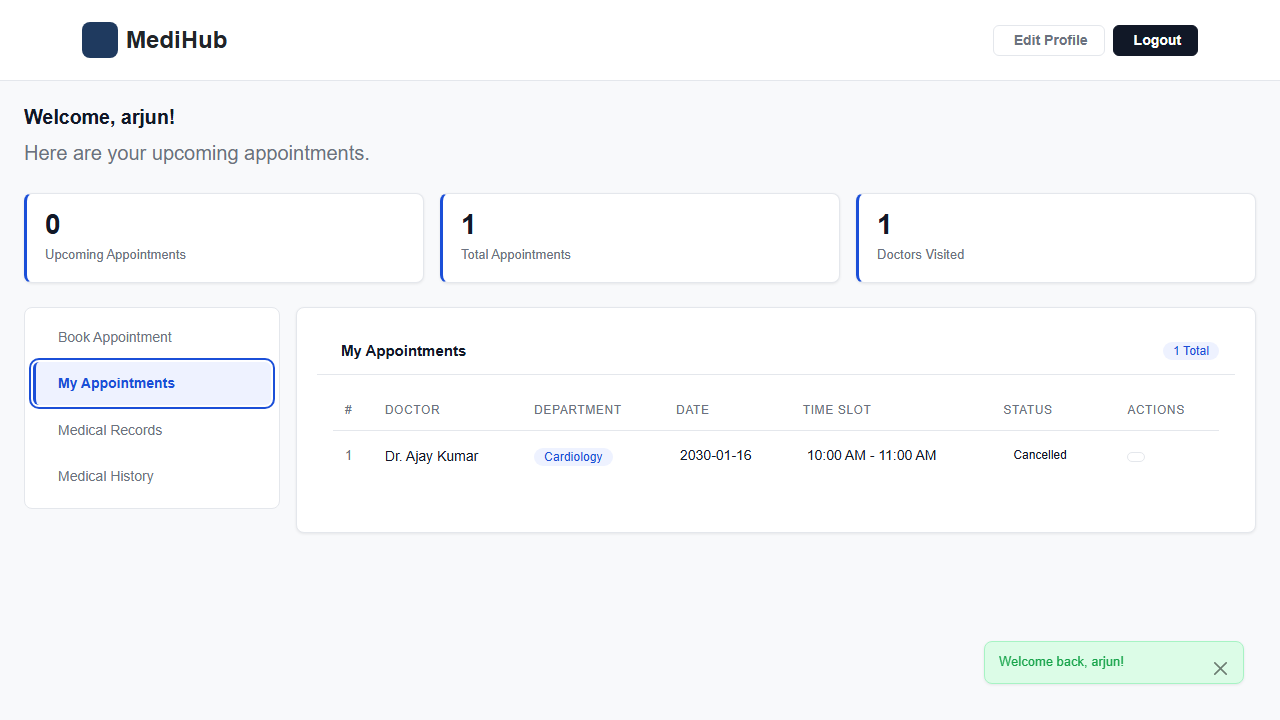 MediHub
Edit Profile
Logout
Welcome, arjun!
Here are your upcoming appointments.
0
Upcoming Appointments
1
Total Appointments
1
Doctors Visited
Book Appointment
My Appointments
Medical Records
Medical History
My Appointments
1 Total
# DOCTOR DEPARTMENT DATE TIME SLOT STATUS ACTIONS
1 Dr. Ajay Kumar Cardiology 2030-01-16 10:00 AM - 11:00 AM Cancelled
Welcome back, arjun!